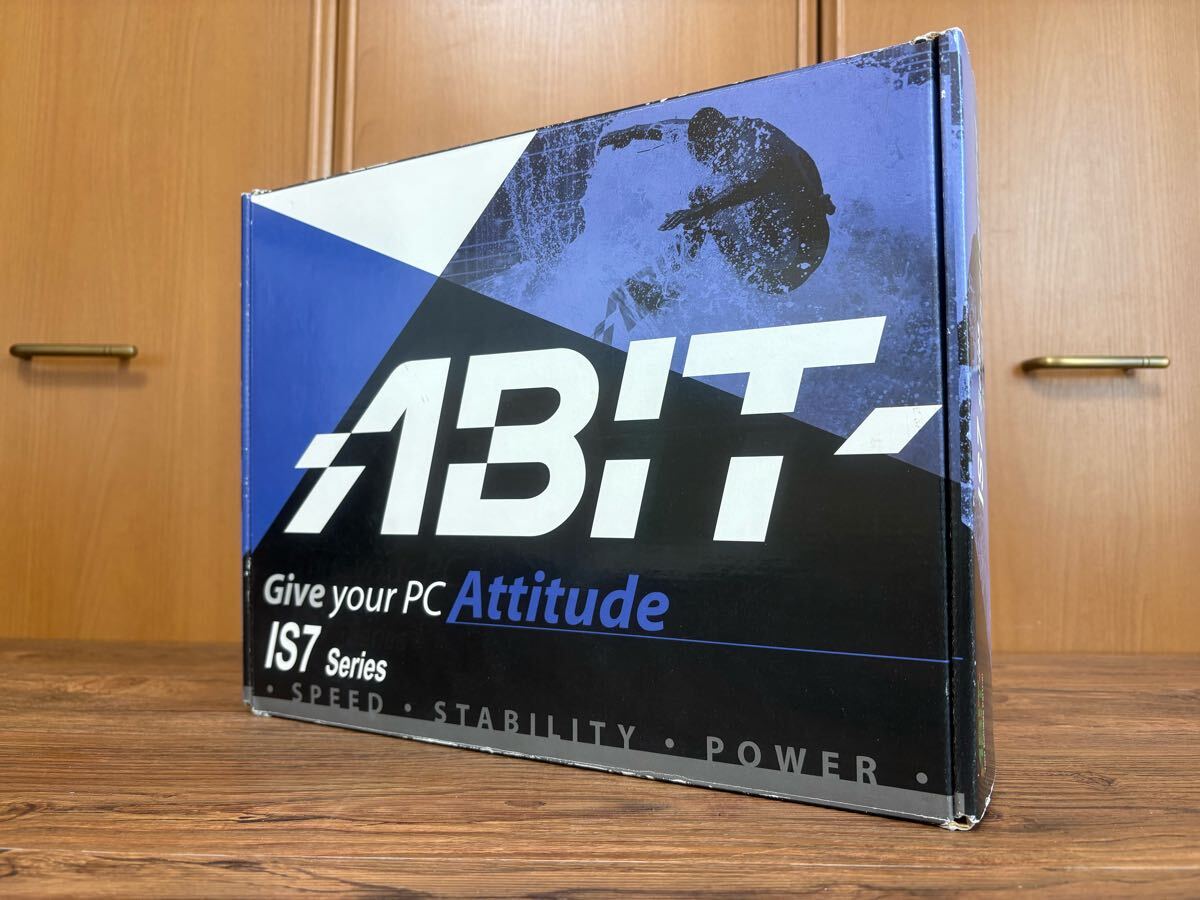 ABIT
Give your PC Attitude
IS7 Series
• SPEED • STABILITY • POWER •